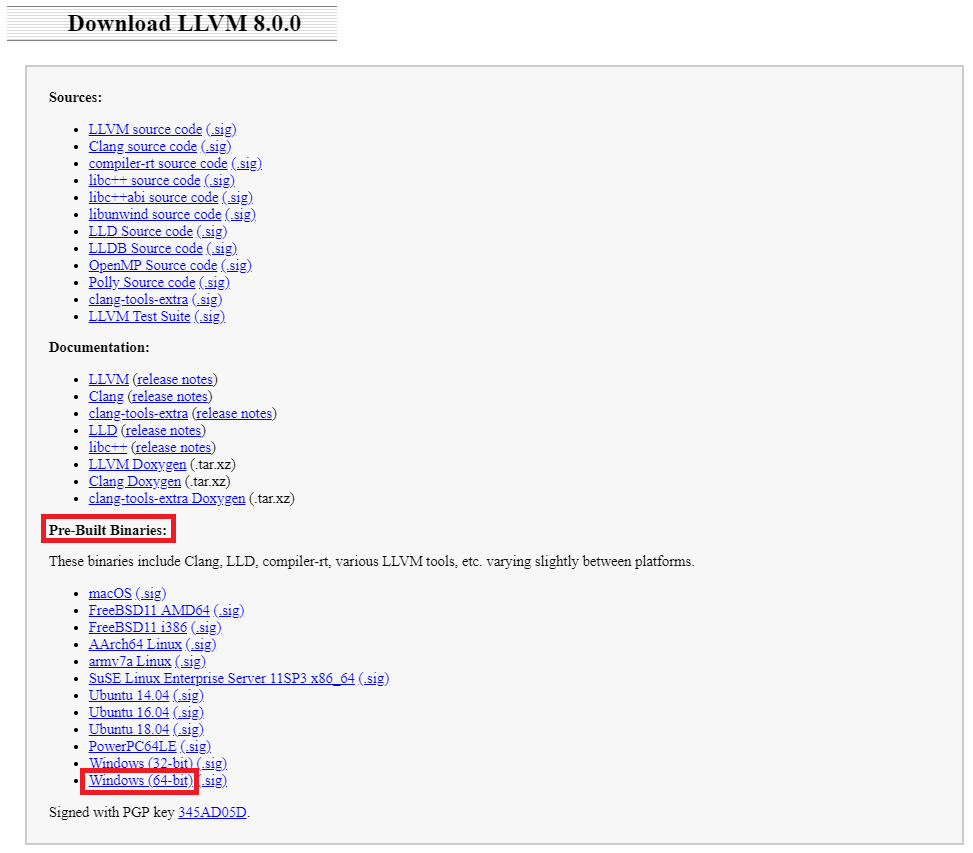 Download LLVM 8.0.0
Sources:
LLVM source code (.sig)
Clang source code (.sig)
compiler-rt source code (.sig)
libc++ source code (.sig)
libc++abi source code (.sig)
libunwind source code (.sig)
LLD Source code (.sig)
LLDB Source code (.sig)
OpenMP Source code (.sig)
Polly Source code (.sig)
clang-tools-extra (.sig)
LLVM Test Suite (.sig)
Documentation:
LLVM (release notes)
Clang (release notes)
clang-tools-extra (release notes)
LLD (release notes)
libc++ (release notes)
LLVM Doxygen (.tar.xz)
Clang Doxygen (.tar.xz)
clang-tools-extra Doxygen (.tar.xz)
Pre-Built Binaries:
These binaries include Clang, LLD, compiler-rt, various LLVM tools, etc. varying slightly between platforms.
macOS (.sig)
FreeBSD11 AMD64 (.sig)
FreeBSD11 i386 (.sig)
AArch64 Linux (.sig)
armv7a Linux (.sig)
SuSE Linux Enterprise Server 11SP3 x86_64 (.sig)
Ubuntu 14.04 (.sig)
Ubuntu 16.04 (.sig)
Ubuntu 18.04 (.sig)
PowerPC64LE (.sig)
Windows (32-bit) (.sig)
Windows (64-bit) (.sig)
Signed with PGP key 345AD05D.